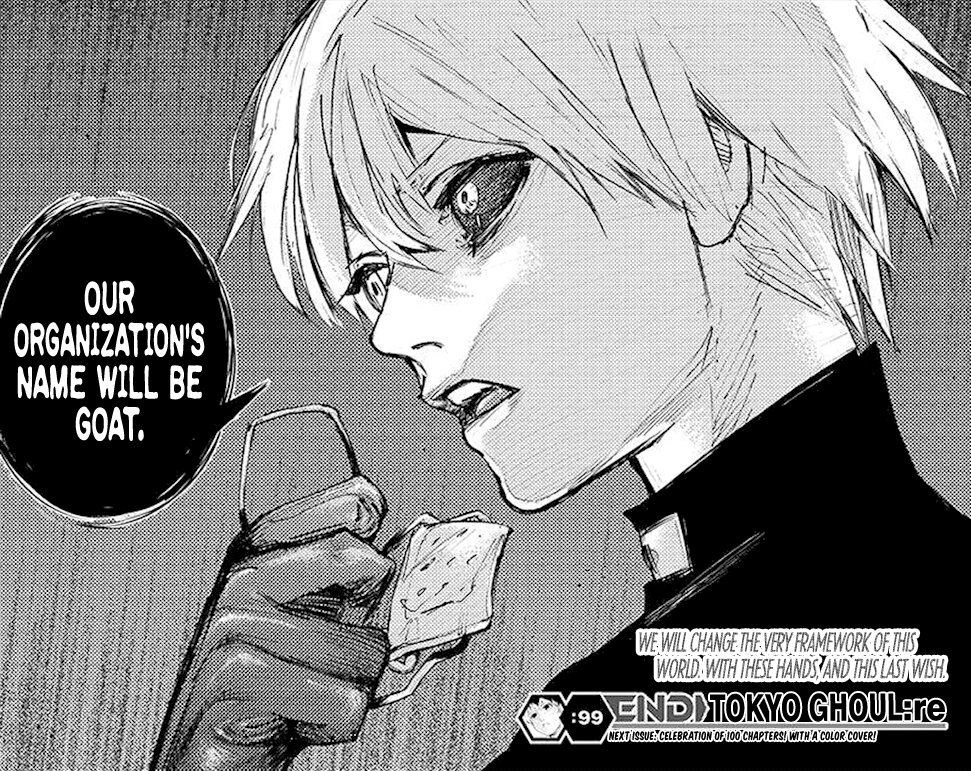 OUR
ORGANIZATION'S
NAME WILL BE
GOAT.
WE WILL CHANGE THE VERY FRAMEWORK OF THIS
WORLD. WITH THESE HANDS, AND THIS LAST WISH.
:99 END TOKYO GHOUL:re
NEXT ISSUE: CELEBRATION OF 100 CHAPTERS! WITH A COLOR COVER!